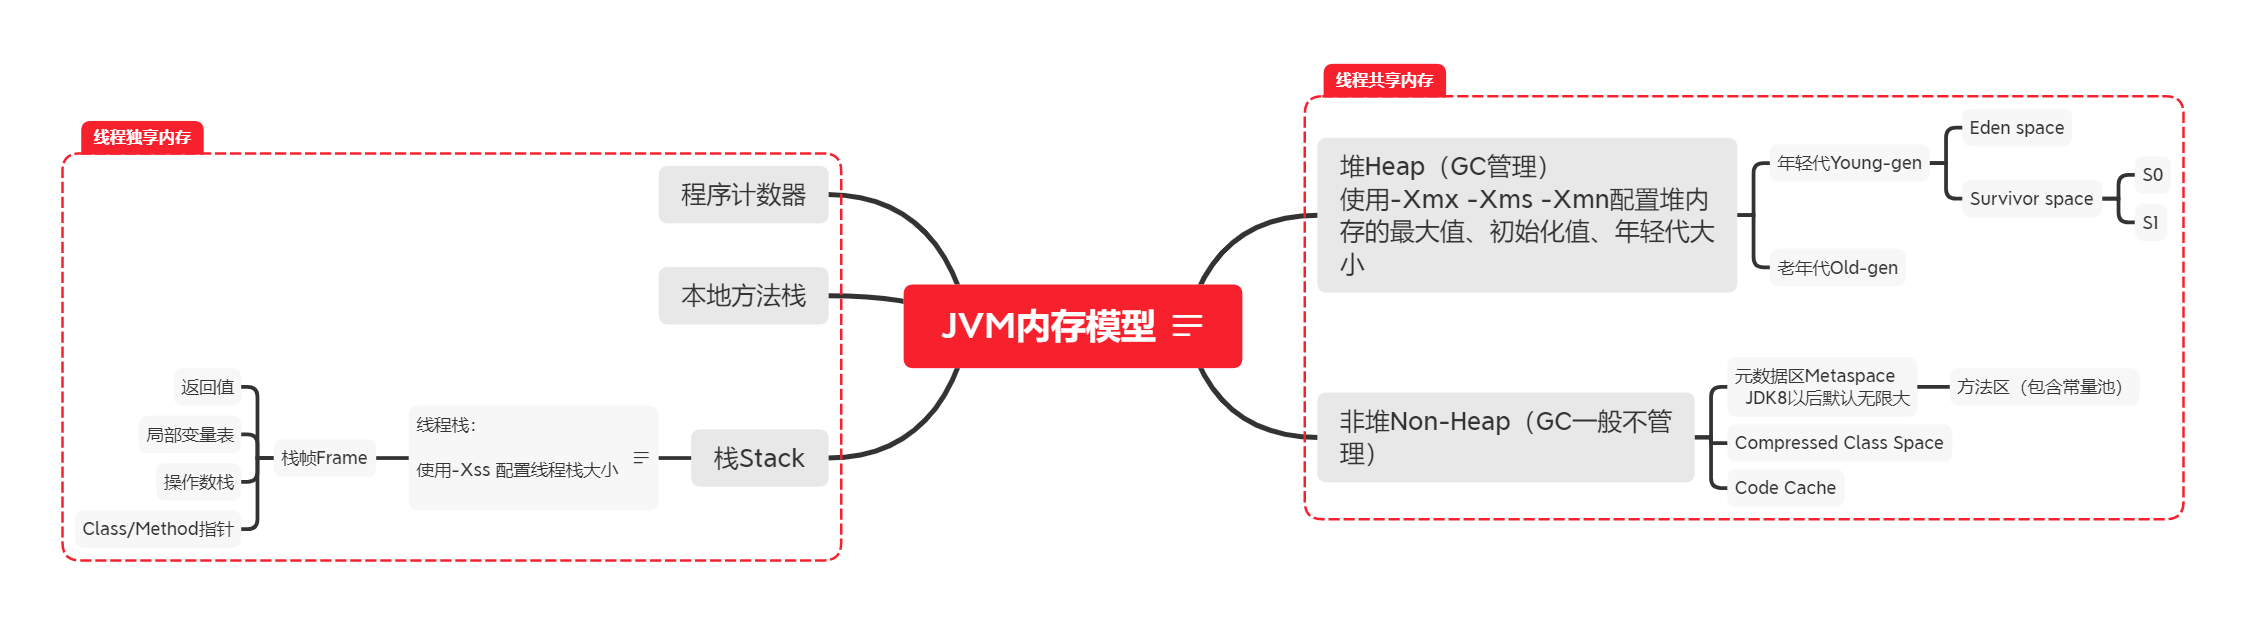 线程独享内存
程序计数器
本地方法栈
栈Stack
线程栈：
使用-Xss 配置线程栈大小
栈帧Frame
返回值
局部变量表
操作数栈
Class/Method指针
JVM内存模型
线程共享内存
堆Heap（GC管理）
使用-Xmx -Xms -Xmn配置堆内
存的最大值、初始化值、年轻代大
小
年轻代Young-gen
Eden space
Survivor space
S0
S1
老年代Old-gen
非堆Non-Heap（GC一般不管
理）
元数据区Metaspace
JDK8以后默认无限大
方法区（包含常量池）
Compressed Class Space
Code Cache